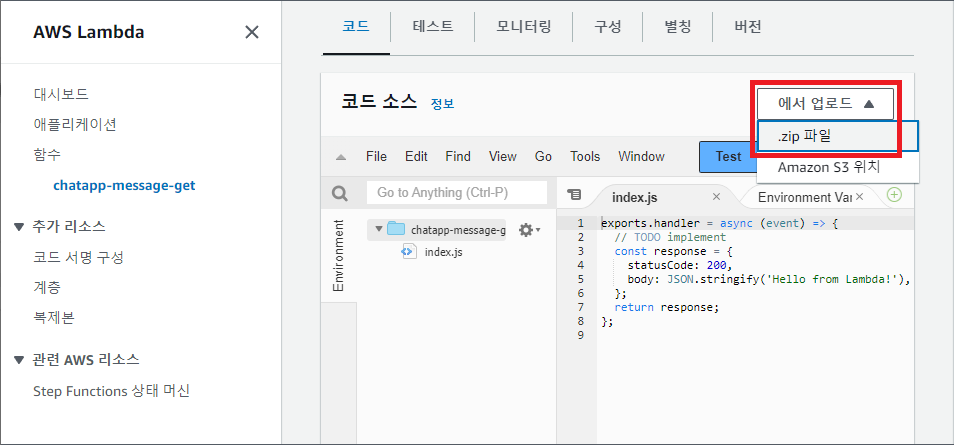 AWS Lambda
대시보드
애플리케이션
함수
chatapp-message-get
추가 리소스
코드 서명 구성
계층
복제본
관련 AWS 리소스
Step Functions 상태 머신
코드 테스트 모니터링 구성 별칭 버전
코드 소스 정보
에서 업로드
.zip 파일
Amazon S3 위치
File Edit Find View Go Tools Window Test
Go to Anything (Ctrl-P)
index.js
Environment Var
Environment
chatapp-message-g
index.js
1 exports.handler = async (event) => {
2 // TODO implement
3 const response = {
4 statusCode: 200,
5 body: JSON.stringify('Hello from Lambda!'),
6 };
7 return response;
8 };
9